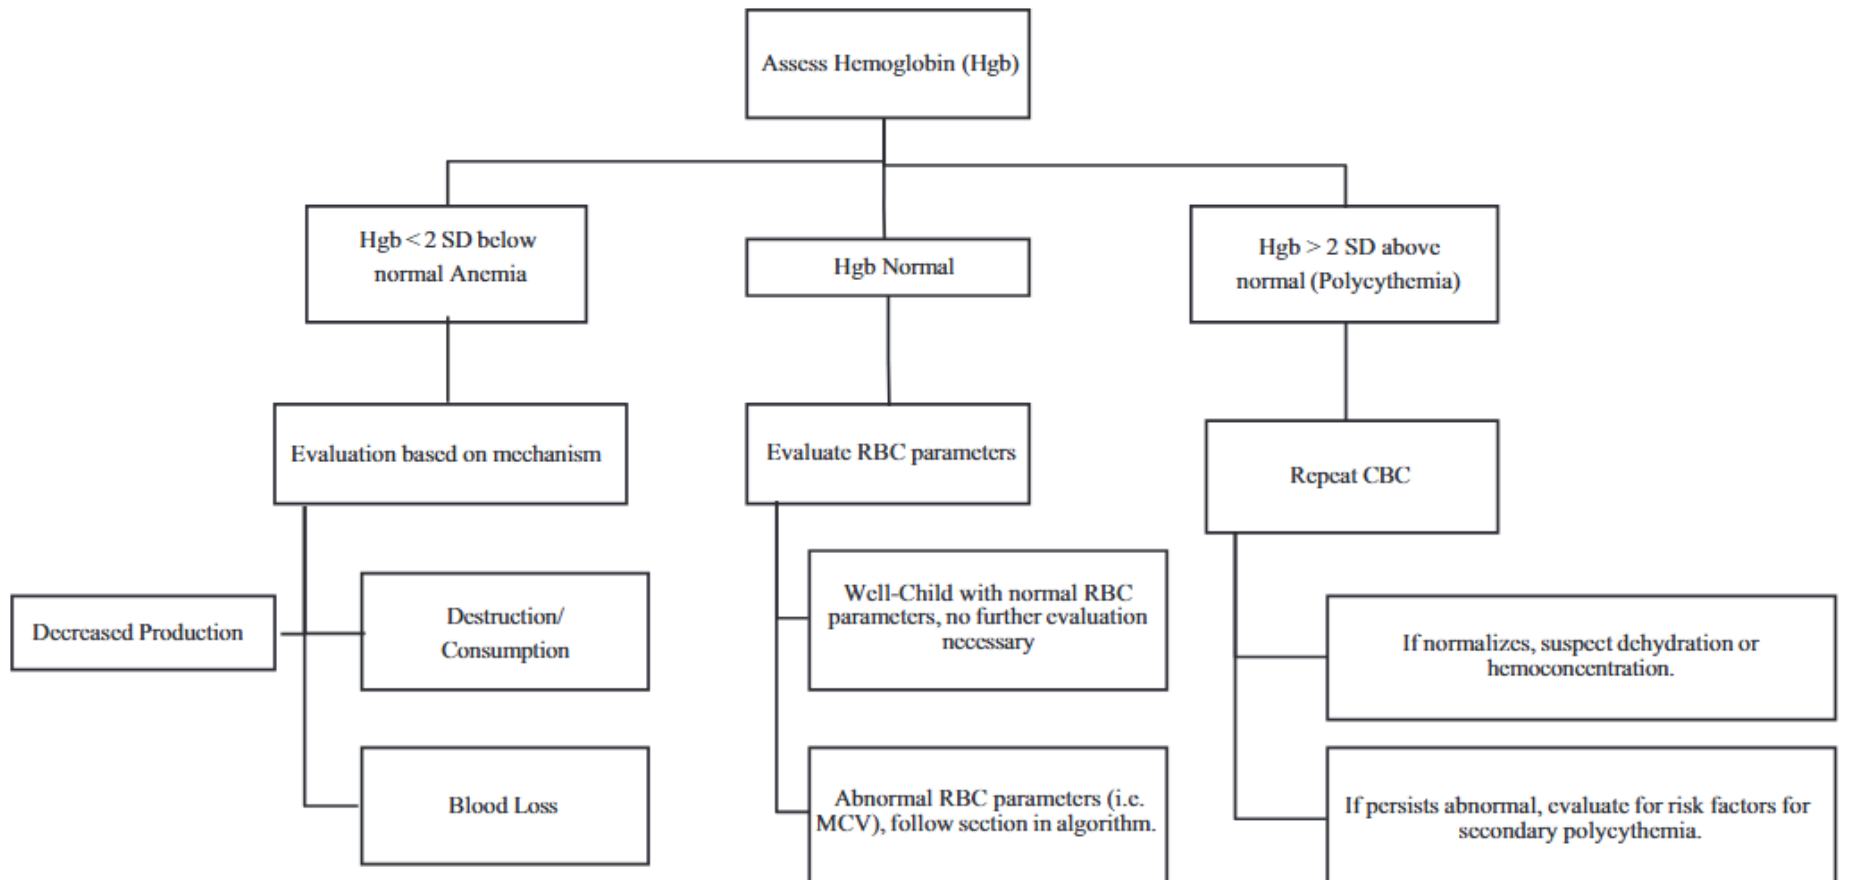 Assess Hemoglobin (Hgb)
Hgb < 2 SD below
normal Anemia
Hgb Normal
Hgb > 2 SD above
normal (Polycythemia)
Evaluation based on mechanism
Evaluate RBC parameters
Repeat CBC
Decreased Production
Destruction/
Consumption
Blood Loss
Well-Child with normal RBC
parameters, no further evaluation
necessary
Abnormal RBC parameters (i.e.
MCV), follow section in algorithm.
If normalizes, suspect dehydration or
hemoconcentration.
If persists abnormal, evaluate for risk factors for
secondary polycythemia.